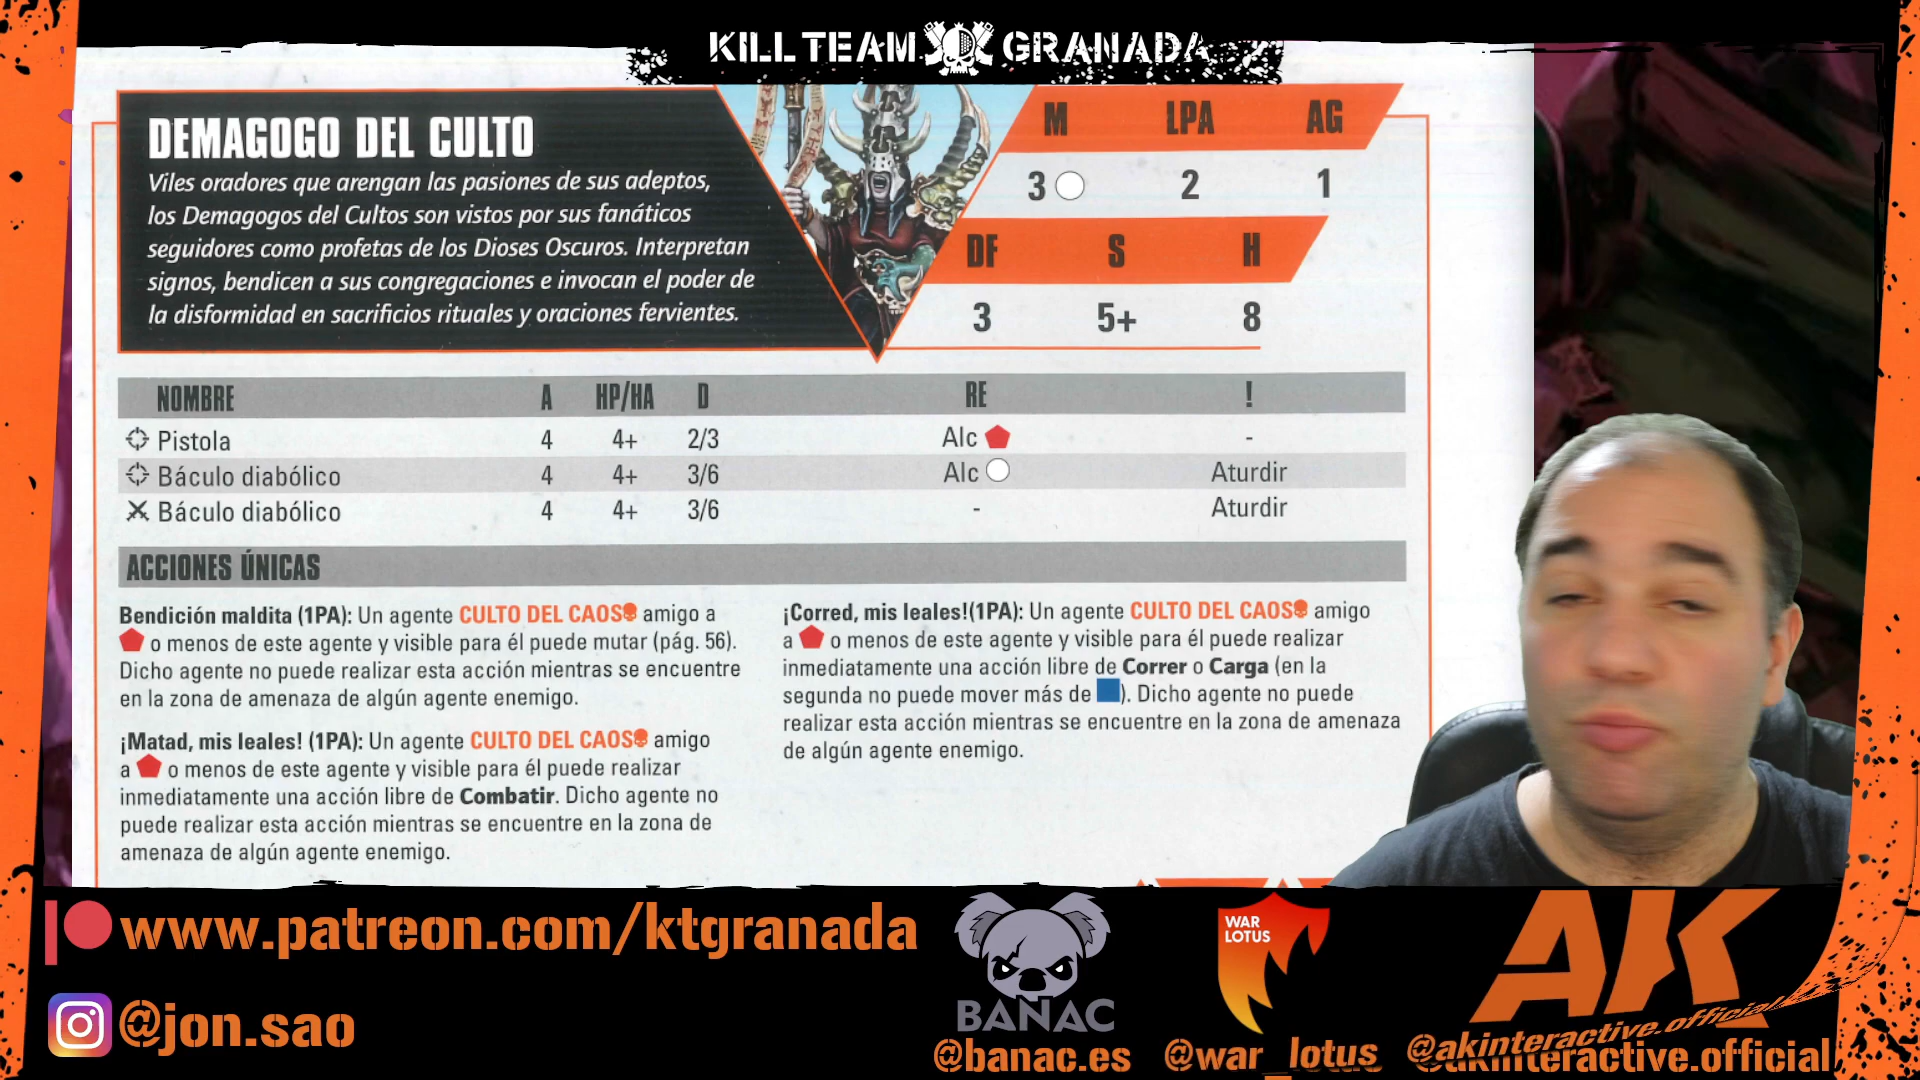 KILL TEAM GRANADA
DEMAGOGO DEL CULTO
Viles oradores que arengan las pasiones de sus adeptos,
los Demagogos del Cultos son vistos por sus fanáticos
seguidores como profetas de los Dioses Oscuros. Interpretan
signos, bendicen a sus congregaciones e invocan el poder de
la disformidad en sacrificios rituales y oraciones fervientes.
M LPA AG
3 2 1
DF S H
3 5+ 8
NOMBRE A HP/HA D RE !
Pistola 4 4+ 2/3 Alc -
Báculo diabólico 4 4+ 3/6 Alc Aturdir
Báculo diabólico 4 4+ 3/6 - Aturdir
ACCIONES ÚNICAS
Bendición maldita (1PA): Un agente CULTO DEL CAOS amigo a
o menos de este agente y visible para él puede mutar (pág. 56).
Dicho agente no puede realizar esta acción mientras se encuentre
en la zona de amenaza de algún agente enemigo.
¡Matad, mis leales! (1PA): Un agente CULTO DEL CAOS amigo
a o menos de este agente y visible para él puede realizar
inmediatamente una acción libre de Combatir. Dicho agente no
puede realizar esta acción mientras se encuentre en la zona de
amenaza de algún agente enemigo.
¡Corred, mis leales!(1PA): Un agente CULTO DEL CAOS amigo
a o menos de este agente y visible para él puede realizar
inmediatamente una acción libre de Correr o Carga (en la
segunda no puede mover más de ). Dicho agente no puede
realizar esta acción mientras se encuentre en la zona de amenaza
de algún agente enemigo.
www.patreon.com/ktgranada
@jon.sao
BANAC
@banac.es
WAR
LOTUS
@war_lotus
AK
@akinteractive.official
@akinteractive.official